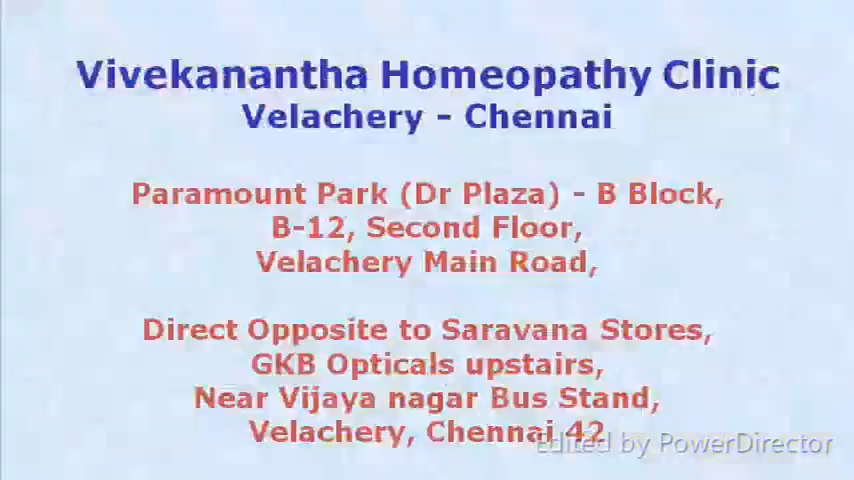 Vivekanantha Homeopathy Clinic
Velachery - Chennai
Paramount Park (Dr Plaza) - B Block,
B-12, Second Floor,
Velachery Main Road,
Direct Opposite to Saravana Stores,
GKB Opticals upstairs,
Near Vijaya nagar Bus Stand,
Velachery, Chennai 42
Edited by PowerDirector